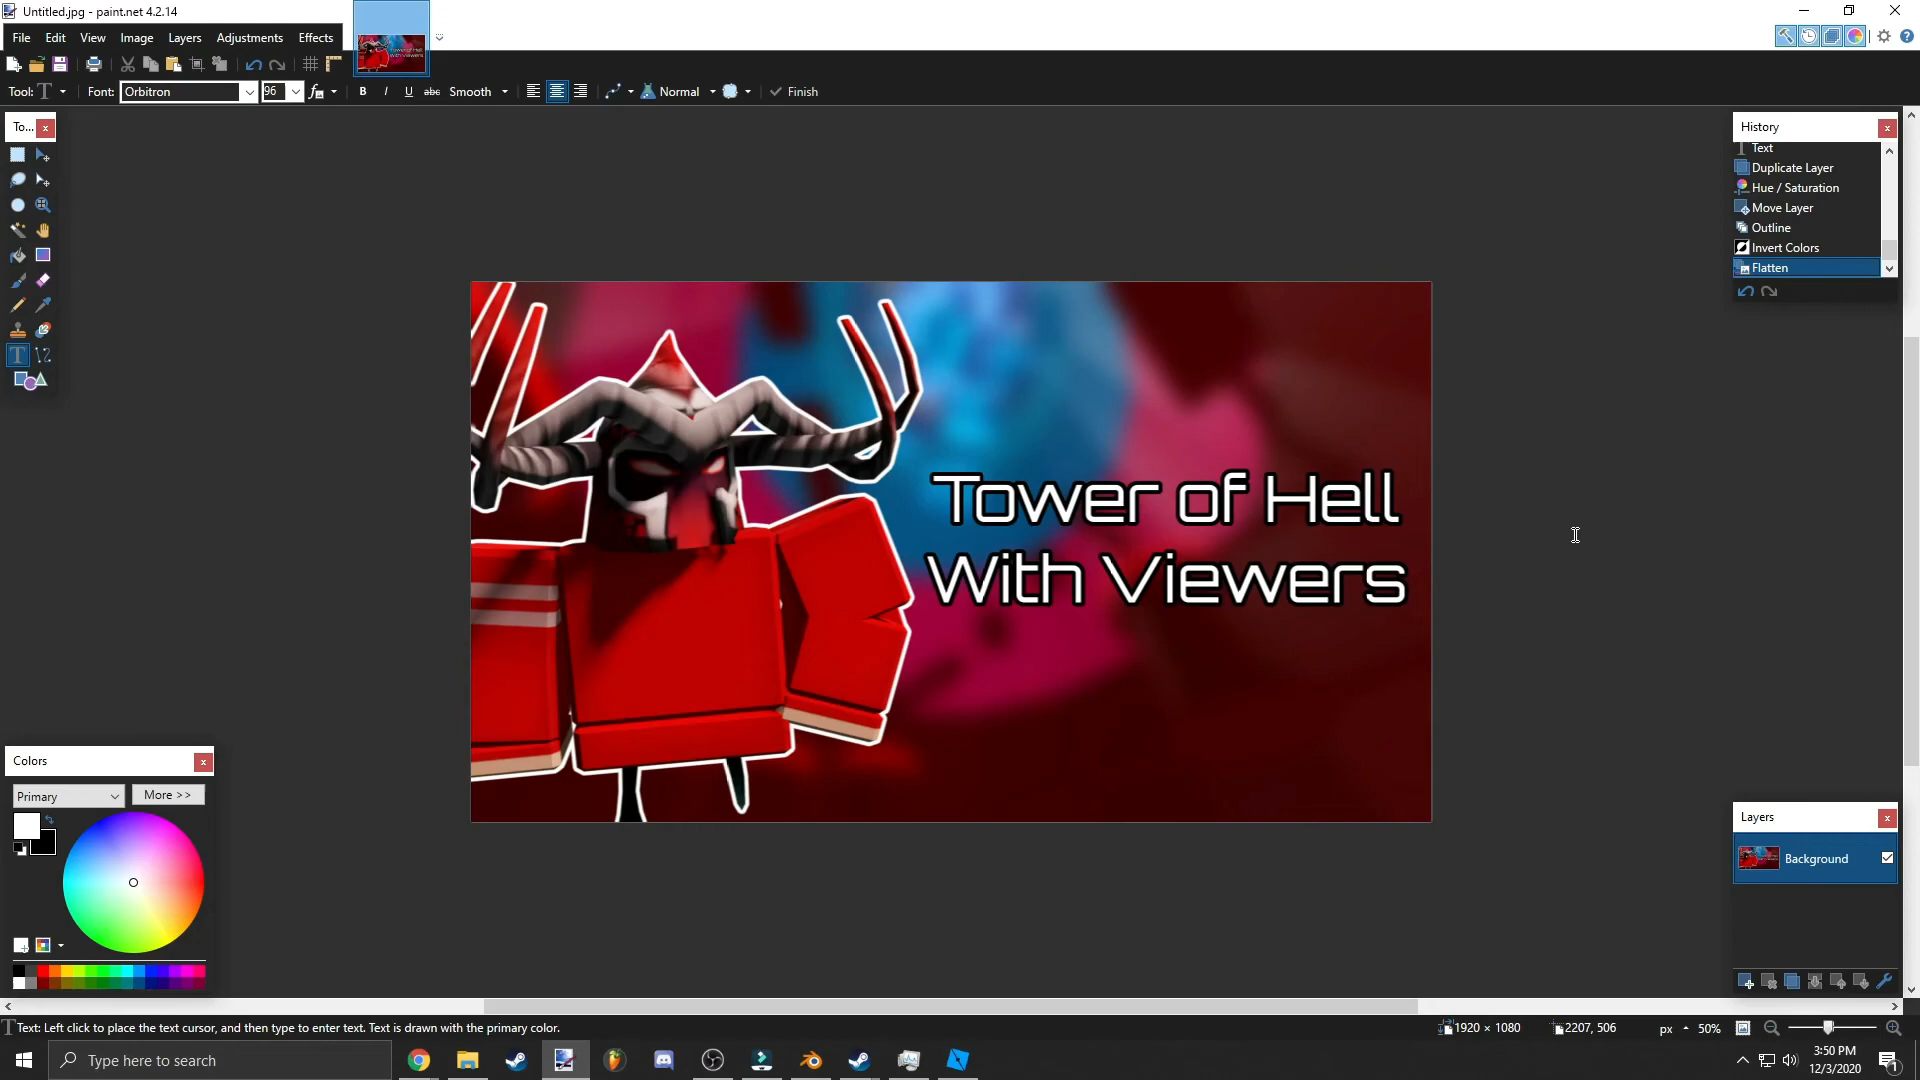 Untitled.jpg - paint.net 4.2.14
File Edit View Image Layers Adjustments Effects
Tool: Font: Orbitron 96 B I U abc Smooth Normal Finish
To...
History
Text
Duplicate Layer
Hue / Saturation
Move Layer
Outline
Invert Colors
Flatten
Tower of Hell
With Viewers
Colors
Primary More >>
Layers
Background
Text: Left click to place the text cursor, and then type to enter text. Text is drawn with the primary color.
1920 × 1080 2207, 506 px 50%
Type here to search
3:50 PM
12/3/2020
1